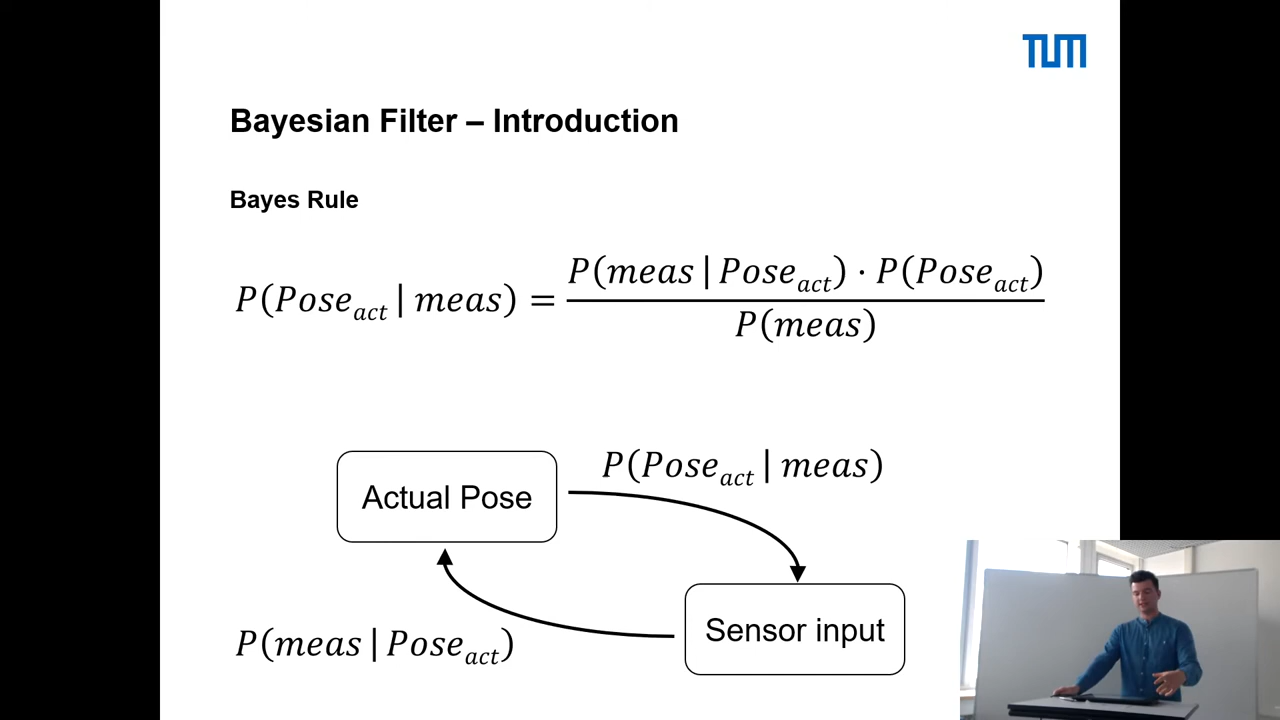 TUM
Bayesian Filter – Introduction
Bayes Rule
P(Pose_act | meas) = P(meas | Pose_act) · P(Pose_act) / P(meas)
P(Pose_act | meas)
Actual Pose
Sensor input
P(meas | Pose_act)